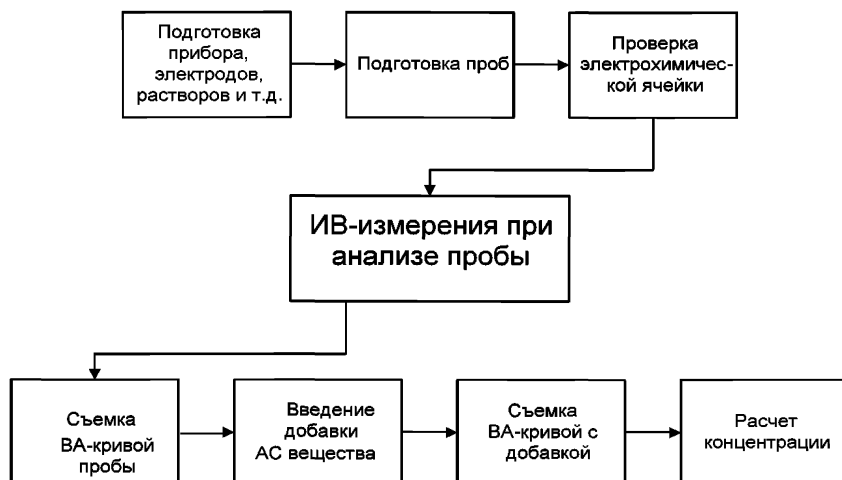 Подготовка
прибора,
электродов,
растворов и т.д.
Подготовка проб
Проверка
электрохимичес-
кой ячейки
ИВ-измерения при
анализе пробы
Съемка
ВА-кривой
пробы
Введение
добавки
АС вещества
Съемка
ВА-кривой с
добавкой
Расчет
концентрации